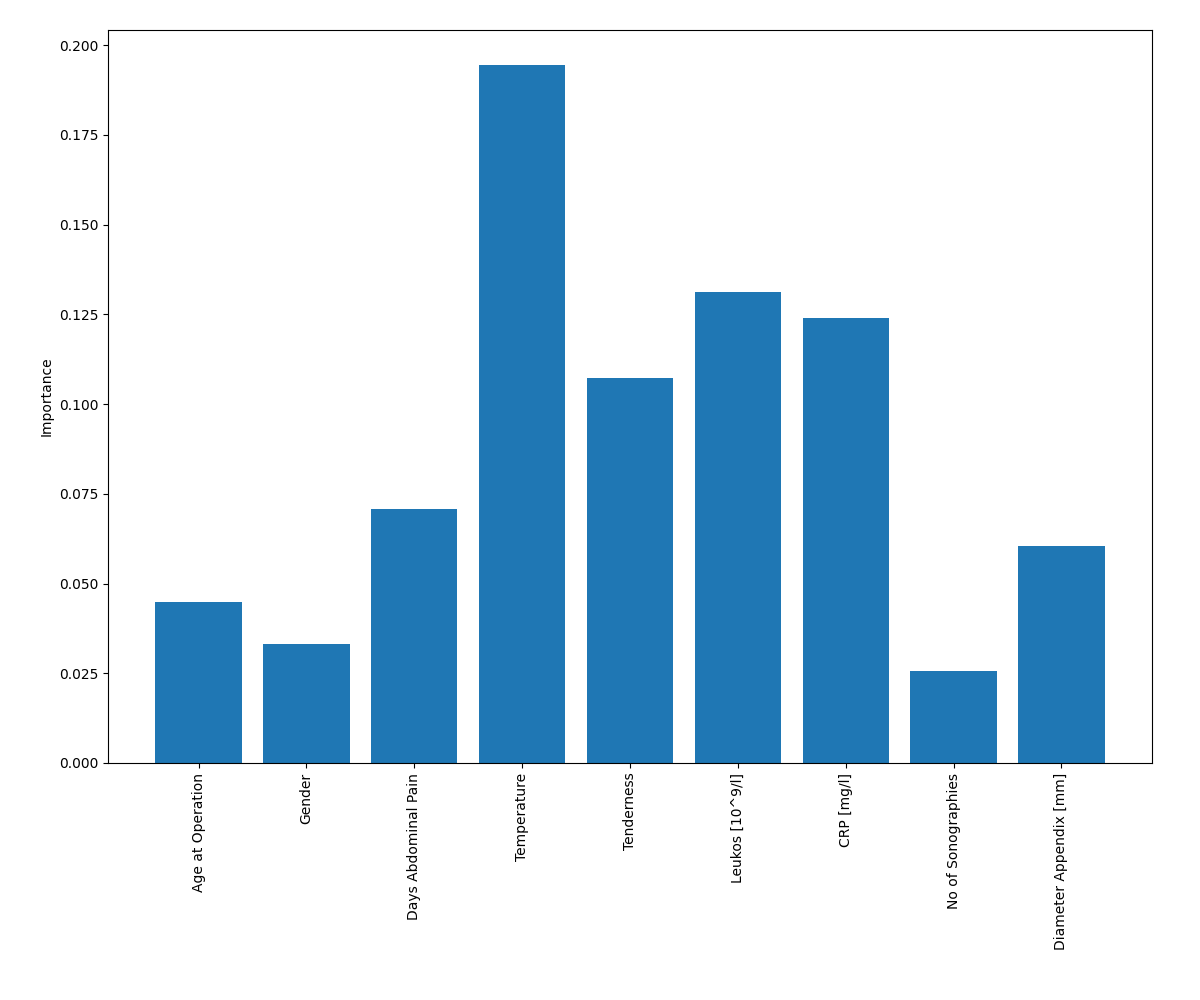 0.200
0.175
0.150
0.125
0.100
0.075
0.050
0.025
0.000
Importance
Age at Operation
Gender
Days Abdominal Pain
Temperature
Tenderness
Leukos [10^9/l]
CRP [mg/l]
No of Sonographies
Diameter Appendix [mm]